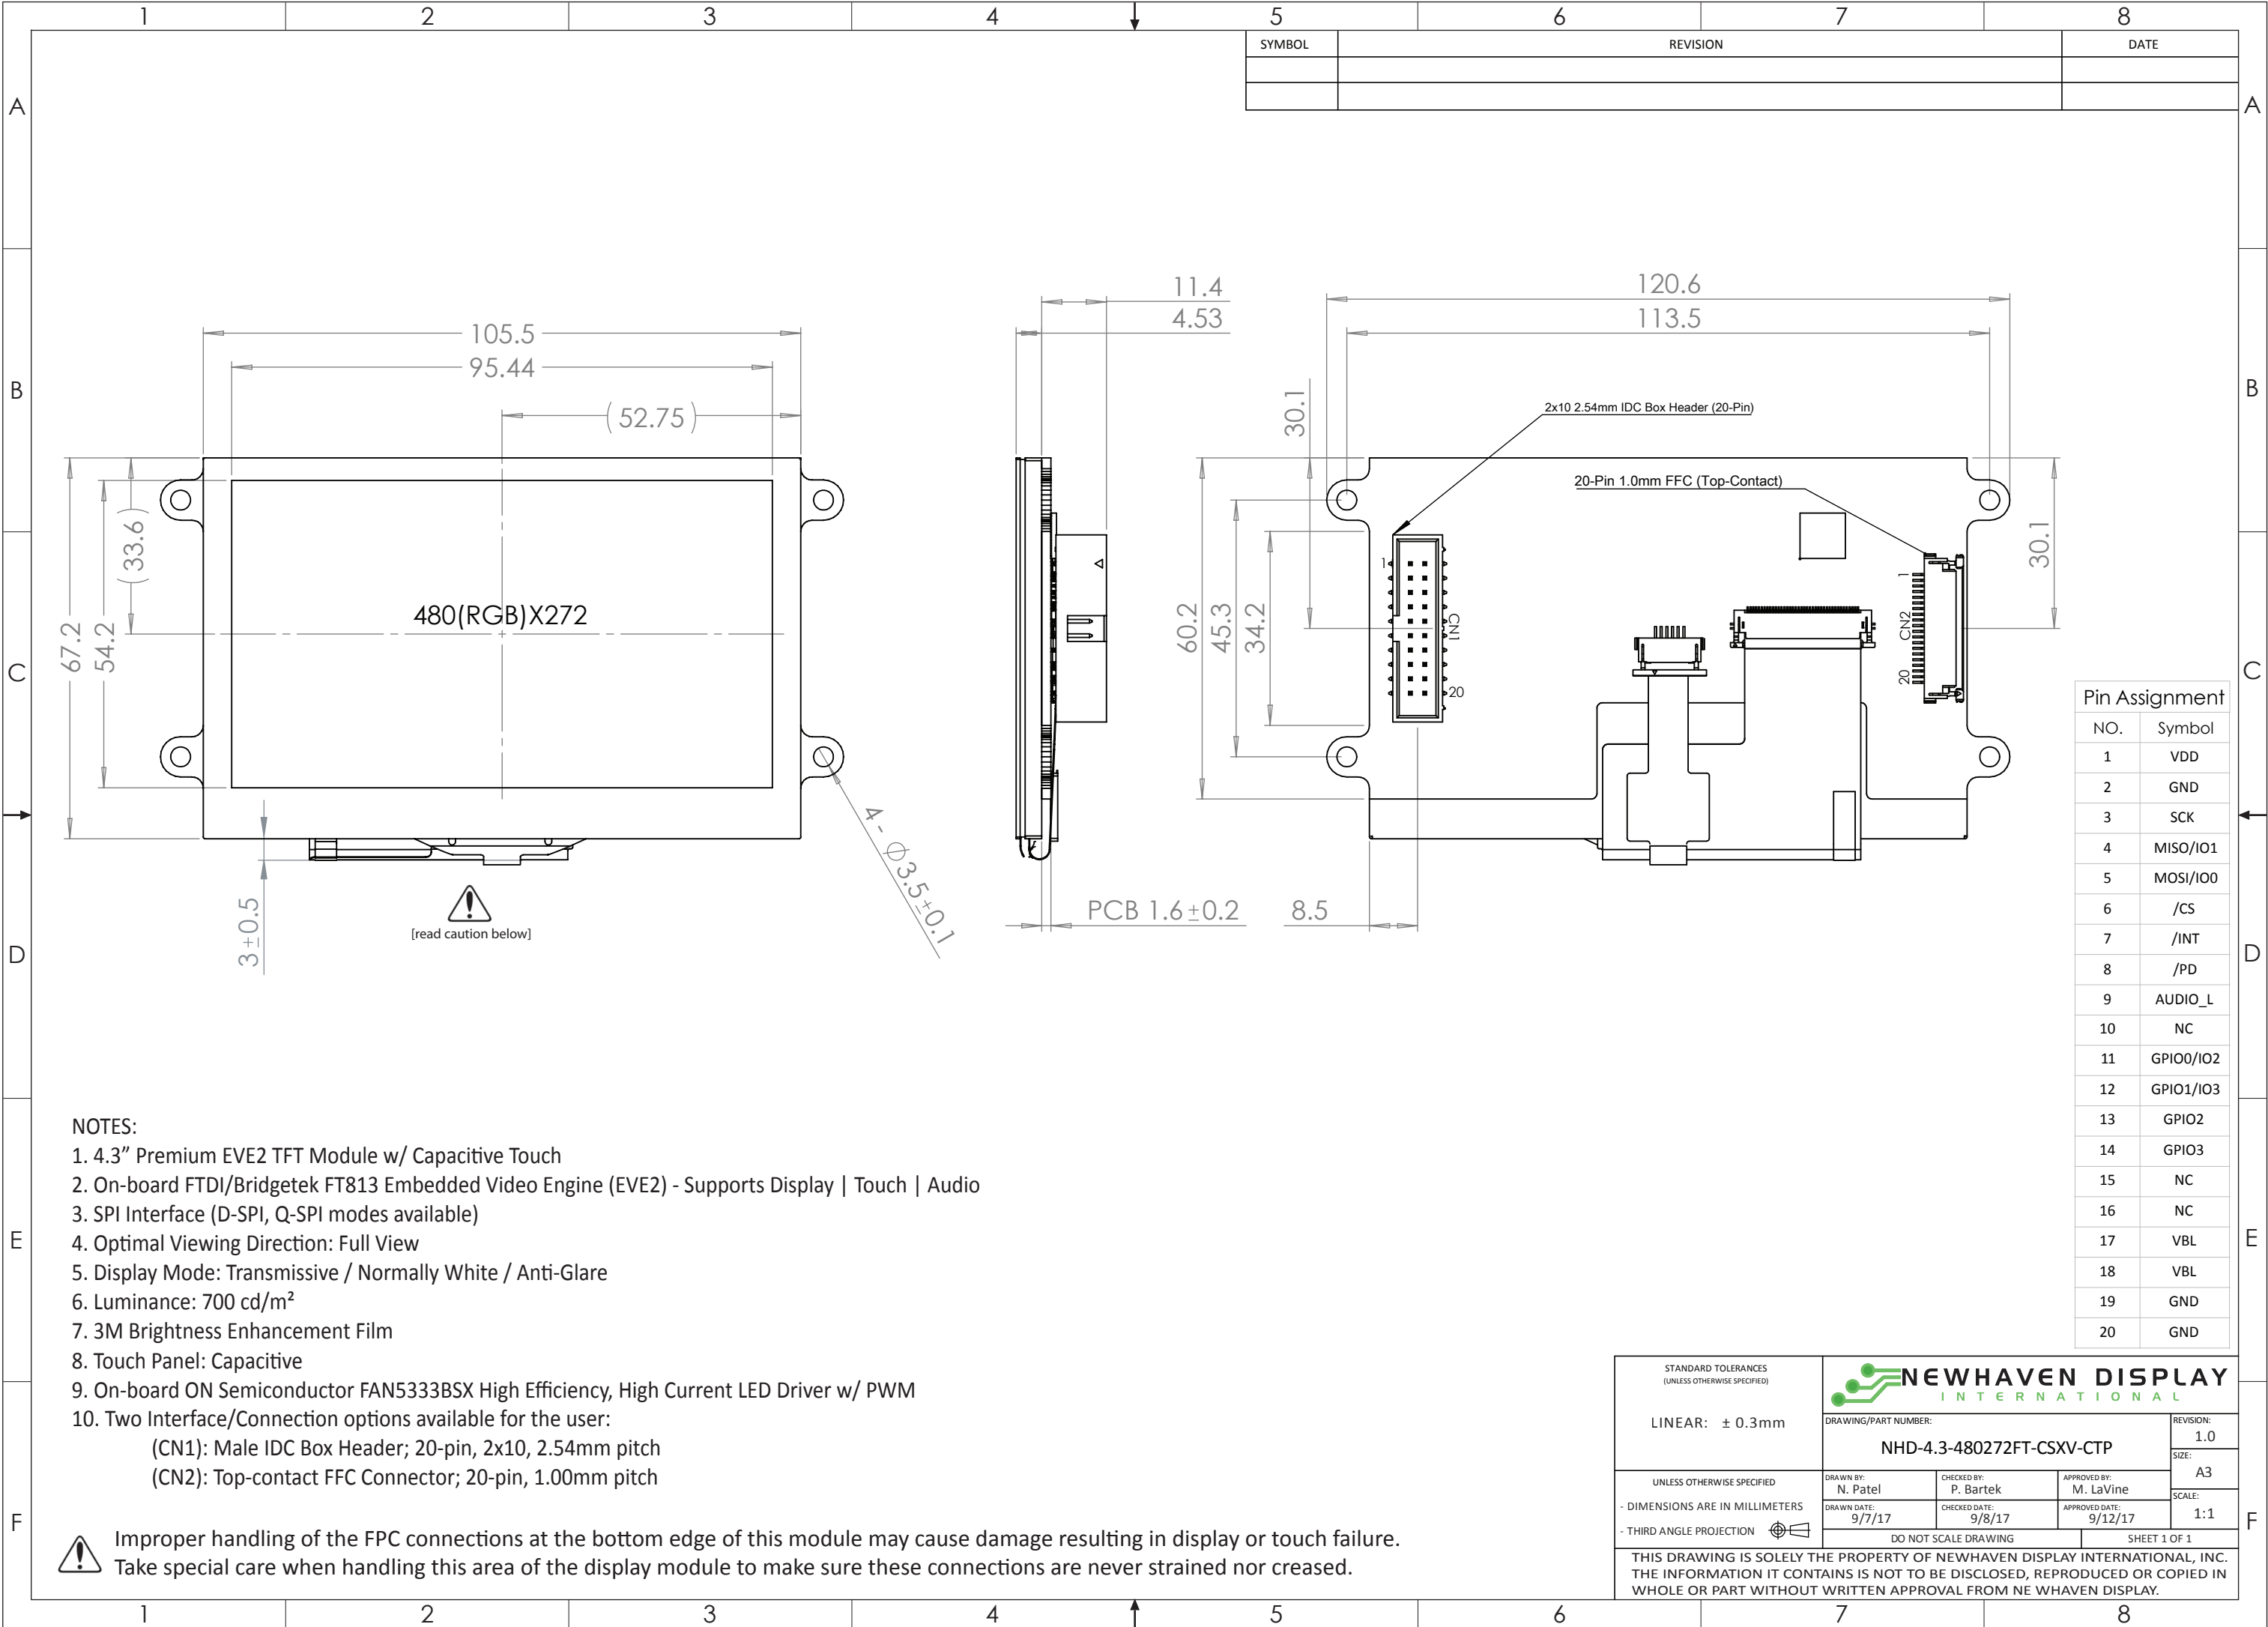 1 2 3 4 5 6 7 8
SYMBOL REVISION DATE
A A
B B
C C
D D
E E
F F
105.5
95.44
( 52.75 )
67.2
54.2
( 33.6 )
480(RGB)X272
3±0.5
[read caution below]
4 - Ø3.5±0.1
11.4
4.53
PCB 1.6±0.2
120.6
113.5
30.1
2x10 2.54mm IDC Box Header (20-Pin)
20-Pin 1.0mm FFC (Top-Contact)
60.2
45.3
34.2
1
CN1
20
1
CN2
20
30.1
8.5
Pin Assignment
NO. Symbol
1 VDD
2 GND
3 SCK
4 MISO/IO1
5 MOSI/IO0
6 /CS
7 /INT
8 /PD
9 AUDIO_L
10 NC
11 GPIO0/IO2
12 GPIO1/IO3
13 GPIO2
14 GPIO3
15 NC
16 NC
17 VBL
18 VBL
19 GND
20 GND
NOTES:
1. 4.3” Premium EVE2 TFT Module w/ Capacitive Touch
2. On-board FTDI/Bridgetek FT813 Embedded Video Engine (EVE2) - Supports Display | Touch | Audio
3. SPI Interface (D-SPI, Q-SPI modes available)
4. Optimal Viewing Direction: Full View
5. Display Mode: Transmissive / Normally White / Anti-Glare
6. Luminance: 700 cd/m²
7. 3M Brightness Enhancement Film
8. Touch Panel: Capacitive
9. On-board ON Semiconductor FAN5333BSX High Efficiency, High Current LED Driver w/ PWM
10. Two Interface/Connection options available for the user:
(CN1): Male IDC Box Header; 20-pin, 2x10, 2.54mm pitch
(CN2): Top-contact FFC Connector; 20-pin, 1.00mm pitch
Improper handling of the FPC connections at the bottom edge of this module may cause damage resulting in display or touch failure.
Take special care when handling this area of the display module to make sure these connections are never strained nor creased.
STANDARD TOLERANCES
(UNLESS OTHERWISE SPECIFIED)
LINEAR: ± 0.3mm
UNLESS OTHERWISE SPECIFIED
- DIMENSIONS ARE IN MILLIMETERS
- THIRD ANGLE PROJECTION
NEWHAVEN DISPLAY
INTERNATIONAL
DRAWING/PART NUMBER:
NHD-4.3-480272FT-CSXV-CTP
REVISION:
1.0
SIZE:
A3
SCALE:
1:1
DRAWN BY: CHECKED BY: APPROVED BY:
N. Patel P. Bartek M. LaVine
DRAWN DATE: CHECKED DATE: APPROVED DATE:
9/7/17 9/8/17 9/12/17
DO NOT SCALE DRAWING SHEET 1 OF 1
THIS DRAWING IS SOLELY THE PROPERTY OF NEWHAVEN DISPLAY INTERNATIONAL, INC.
THE INFORMATION IT CONTAINS IS NOT TO BE DISCLOSED, REPRODUCED OR COPIED IN
WHOLE OR PART WITHOUT WRITTEN APPROVAL FROM NE WHAVEN DISPLAY.
1 2 3 4 5 6 7 8